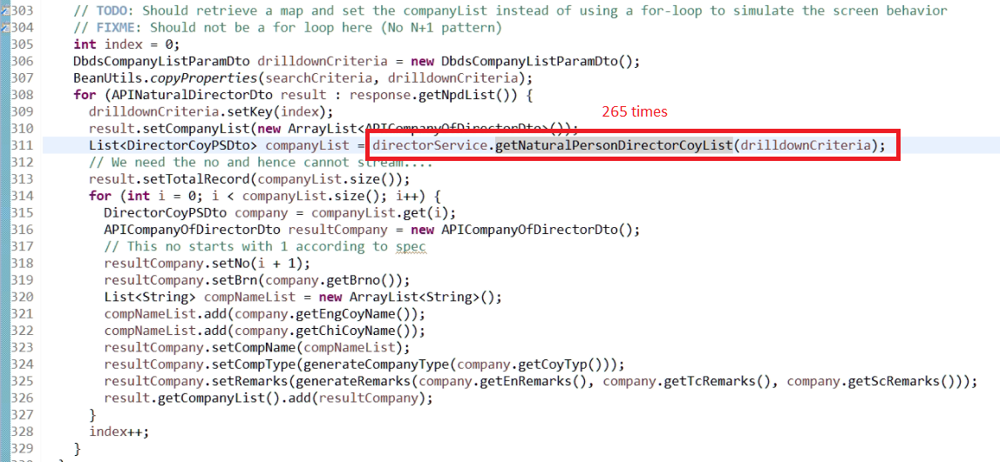 303 // TODO: Should retrieve a map and set the companyList instead of using a for-loop to simulate the screen behavior
304 // FIXME: Should not be a for loop here (No N+1 pattern)
305 int index = 0;
306 DbdsCompanyListParamDto drilldownCriteria = new DbdsCompanyListParamDto();
307 BeanUtils.copyProperties(searchCriteria, drilldownCriteria);
308 for (APINaturalDirectorDto result : response.getNpdList()) {
309 drilldownCriteria.setKey(index);
265 times
310 result.setCompanyList(new ArrayList<APICompanyOfDirectorDto>());
311 List<DirectorCoyPSDto> companyList = directorService.getNaturalPersonDirectorCoyList(drilldownCriteria);
312 // We need the no and hence cannot stream....
313 result.setTotalRecord(companyList.size());
314 for (int i = 0; i < companyList.size(); i++) {
315 DirectorCoyPSDto company = companyList.get(i);
316 APICompanyOfDirectorDto resultCompany = new APICompanyOfDirectorDto();
317 // This no starts with 1 according to spec
318 resultCompany.setNo(i + 1);
319 resultCompany.setBrn(company.getBrno());
320 List<String> compNameList = new ArrayList<String>();
321 compNameList.add(company.getEngCoyName());
322 compNameList.add(company.getChiCoyName());
323 resultCompany.setCompName(compNameList);
324 resultCompany.setCompType(generateCompanyType(company.getCoyTyp()));
325 resultCompany.setRemarks(generateRemarks(company.getEnRemarks(), company.getTcRemarks(), company.getScRemarks()));
326 result.getCompanyList().add(resultCompany);
327 }
328 index++;
329 }